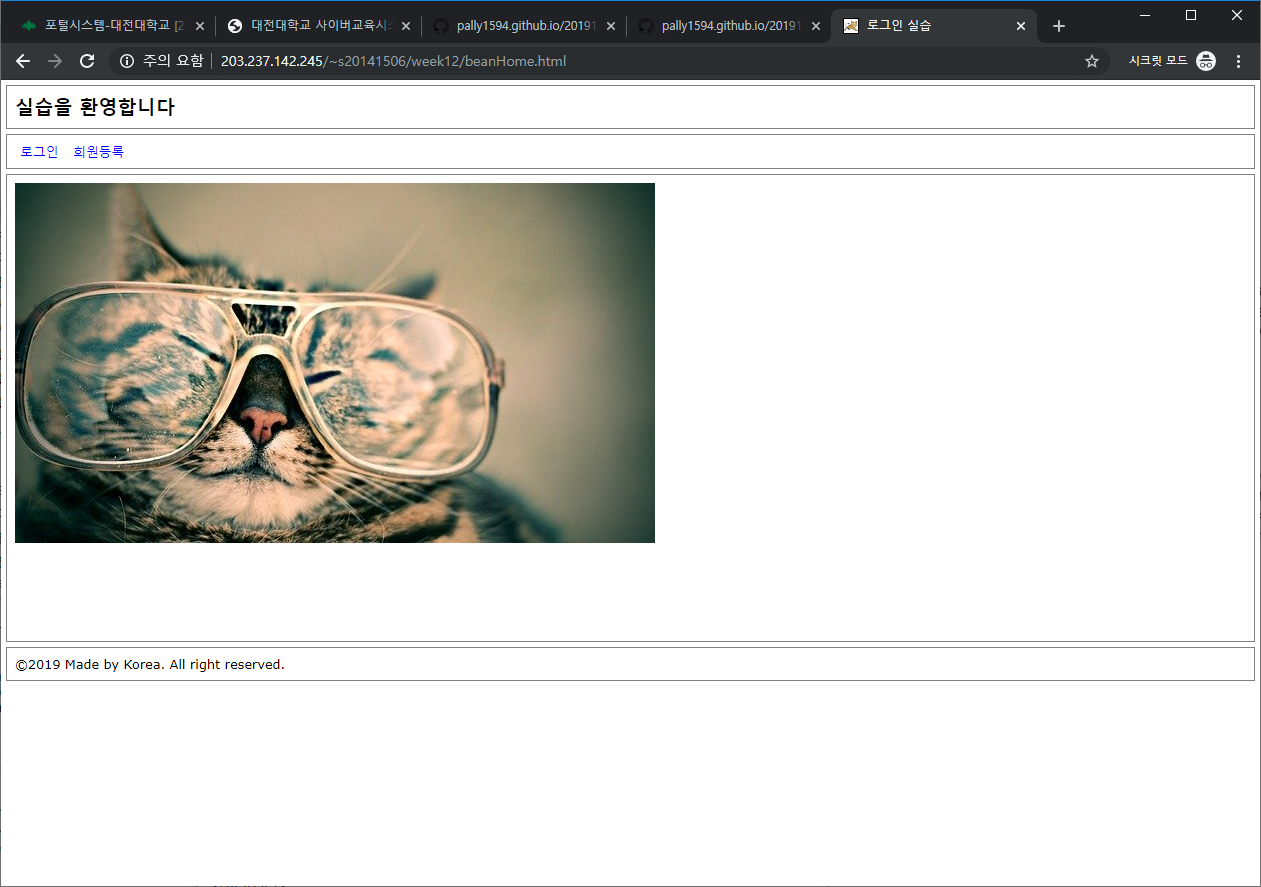 포털시스템-대전대학교 [2
대전대학교 사이버교육시
pally1594.github.io/20191
pally1594.github.io/20191
로그인 실습
주의 요함 203.237.142.245/~s20141506/week12/beanHome.html
시크릿 모드
실습을 환영합니다
로그인 회원등록
©2019 Made by Korea. All right reserved.